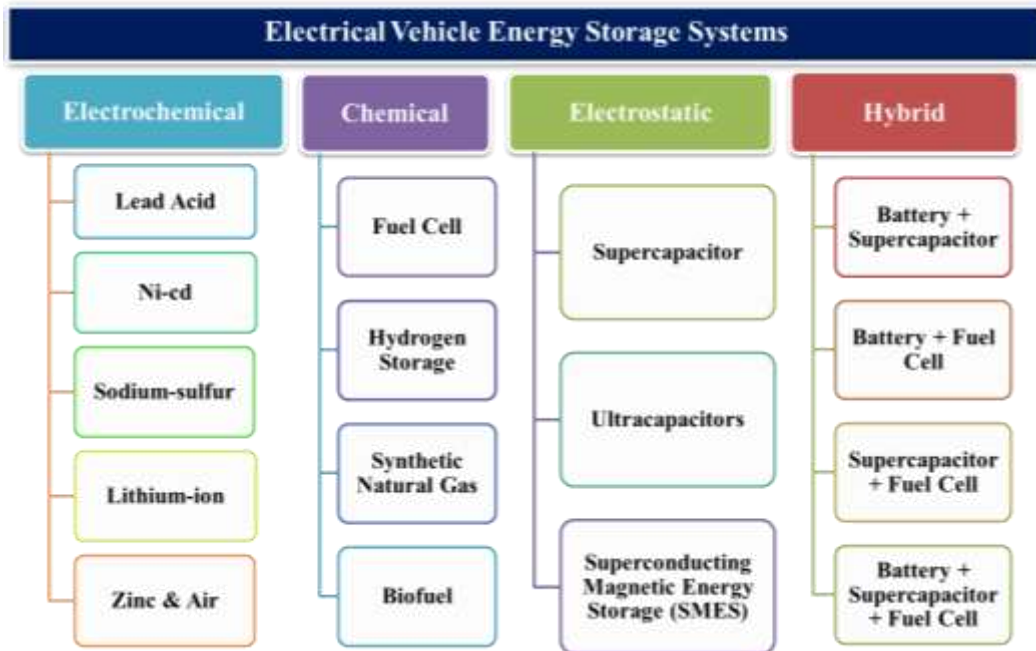 Electrical Vehicle Energy Storage Systems
Electrochemical
Lead Acid
Ni-cd
Sodium-sulfur
Lithium-ion
Zinc & Air
Chemical
Fuel Cell
Hydrogen
Storage
Synthetic
Natural Gas
Biofuel
Electrostatic
Supercapacitor
Ultracapacitors
Superconducting
Magnetic Energy
Storage (SMES)
Hybrid
Battery +
Supercapacitor
Battery + Fuel
Cell
Supercapacitor
+ Fuel Cell
Battery +
Supercapacitor
+ Fuel Cell